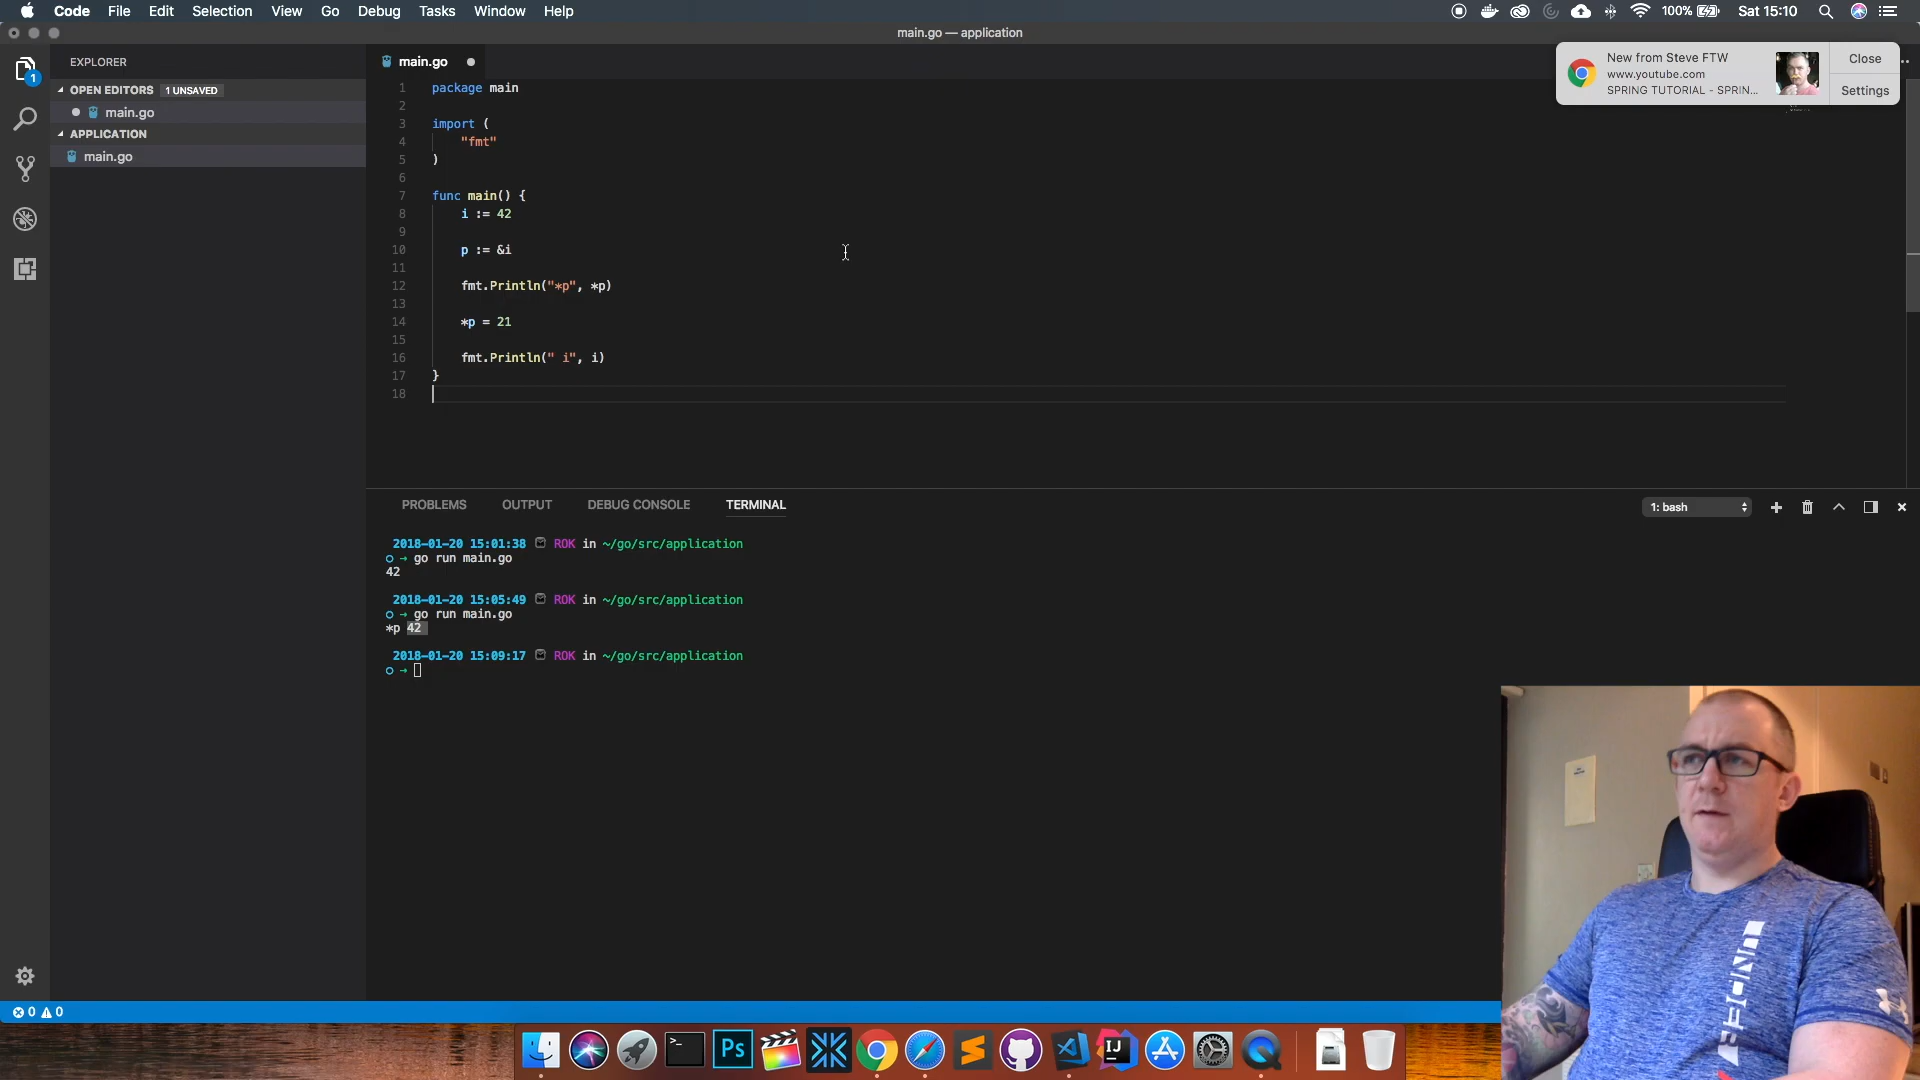 Code File Edit Selection View Go Debug Tasks Window Help
100% Sat 15:10
main.go — application
EXPLORER
1
OPEN EDITORS 1 UNSAVED
main.go
APPLICATION
main.go
main.go
1 package main
2
3 import (
4 "fmt"
5 )
6
7 func main() {
8 i := 42
9
10 p := &i
11
12 fmt.Println("*p", *p)
13
14 *p = 21
15
16 fmt.Println(" i", i)
17 }
18
New from Steve FTW
www.youtube.com
SPRING TUTORIAL - SPRIN...
Close
Settings
PROBLEMS OUTPUT DEBUG CONSOLE TERMINAL
1: bash
2018-01-20 15:01:38 ROK in ~/go/src/application
→ go run main.go
42
2018-01-20 15:05:49 ROK in ~/go/src/application
→ go run main.go
*p 42
2018-01-20 15:09:17 ROK in ~/go/src/application
→
0 0
>_
Ps
IJ